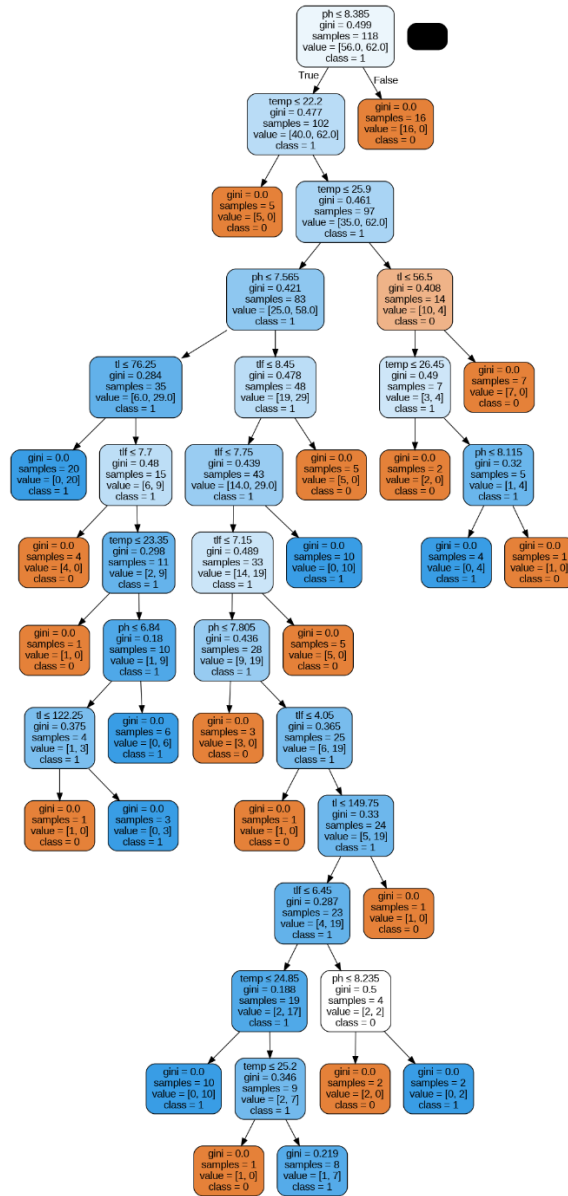 ph ≤ 8.385
gini = 0.499
samples = 118
value = [56.0, 62.0]
class = 1
True
False
temp ≤ 22.2
gini = 0.477
samples = 102
value = [40.0, 62.0]
class = 1
gini = 0.0
samples = 16
value = [16, 0]
class = 0
gini = 0.0
samples = 5
value = [5, 0]
class = 0
temp ≤ 25.9
gini = 0.461
samples = 97
value = [35.0, 62.0]
class = 1
ph ≤ 7.565
gini = 0.421
samples = 83
value = [25.0, 58.0]
class = 1
tl ≤ 56.5
gini = 0.408
samples = 14
value = [10, 4]
class = 0
tl ≤ 76.25
gini = 0.284
samples = 35
value = [6.0, 29.0]
class = 1
tlf ≤ 8.45
gini = 0.478
samples = 48
value = [19, 29]
class = 1
temp ≤ 26.45
gini = 0.49
samples = 7
value = [3, 4]
class = 1
gini = 0.0
samples = 7
value = [7, 0]
class = 0
gini = 0.0
samples = 20
value = [0, 20]
class = 1
tlf ≤ 7.7
gini = 0.48
samples = 15
value = [6, 9]
class = 1
tlf ≤ 7.75
gini = 0.439
samples = 43
value = [14.0, 29.0]
class = 1
gini = 0.0
samples = 5
value = [5, 0]
class = 0
gini = 0.0
samples = 2
value = [2, 0]
class = 0
ph ≤ 8.115
gini = 0.32
samples = 5
value = [1, 4]
class = 1
gini = 0.0
samples = 4
value = [4, 0]
class = 0
temp ≤ 23.35
gini = 0.298
samples = 11
value = [2, 9]
class = 1
tlf ≤ 7.15
gini = 0.489
samples = 33
value = [14, 19]
class = 1
gini = 0.0
samples = 10
value = [0, 10]
class = 1
gini = 0.0
samples = 4
value = [0, 4]
class = 1
gini = 0.0
samples = 1
value = [1, 0]
class = 0
gini = 0.0
samples = 1
value = [1, 0]
class = 0
ph ≤ 6.84
gini = 0.18
samples = 10
value = [1, 9]
class = 1
ph ≤ 7.805
gini = 0.436
samples = 28
value = [9, 19]
class = 1
gini = 0.0
samples = 5
value = [5, 0]
class = 0
tl ≤ 122.25
gini = 0.375
samples = 4
value = [1, 3]
class = 1
gini = 0.0
samples = 6
value = [0, 6]
class = 1
gini = 0.0
samples = 3
value = [3, 0]
class = 0
tlf ≤ 4.05
gini = 0.365
samples = 25
value = [6, 19]
class = 1
gini = 0.0
samples = 1
value = [1, 0]
class = 0
gini = 0.0
samples = 3
value = [0, 3]
class = 1
gini = 0.0
samples = 1
value = [1, 0]
class = 0
tl ≤ 149.75
gini = 0.33
samples = 24
value = [5, 19]
class = 1
tlf ≤ 6.45
gini = 0.287
samples = 23
value = [4, 19]
class = 1
gini = 0.0
samples = 1
value = [1, 0]
class = 0
temp ≤ 24.85
gini = 0.188
samples = 19
value = [2, 17]
class = 1
ph ≤ 8.235
gini = 0.5
samples = 4
value = [2, 2]
class = 0
gini = 0.0
samples = 10
value = [0, 10]
class = 1
temp ≤ 25.2
gini = 0.346
samples = 9
value = [2, 7]
class = 1
gini = 0.0
samples = 2
value = [2, 0]
class = 0
gini = 0.0
samples = 2
value = [0, 2]
class = 1
gini = 0.0
samples = 1
value = [1, 0]
class = 0
gini = 0.219
samples = 8
value = [1, 7]
class = 1